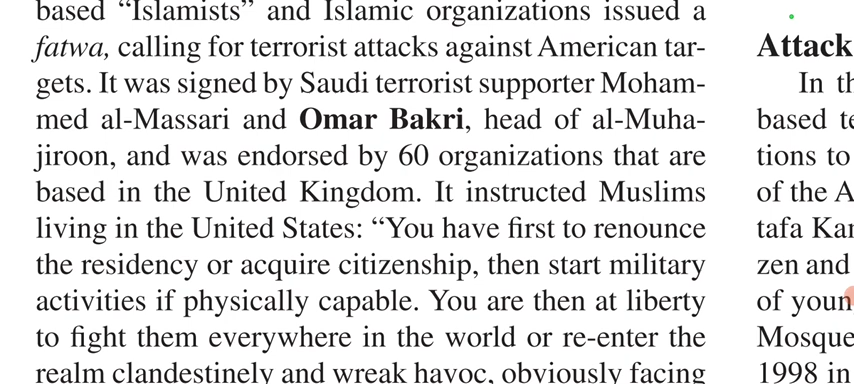 based “Islamists” and Islamic organizations issued a
fatwa, calling for terrorist attacks against American tar-
gets. It was signed by Saudi terrorist supporter Moham-
med al-Massari and Omar Bakri, head of al-Muha-
jiroon, and was endorsed by 60 organizations that are
based in the United Kingdom. It instructed Muslims
living in the United States: “You have first to renounce
the residency or acquire citizenship, then start military
activities if physically capable. You are then at liberty
to fight them everywhere in the world or re-enter the
realm clandestinely and wreak havoc, obviously facing
Attack
In
based
tions to
of the
zen and
of
Mosque
1998 in